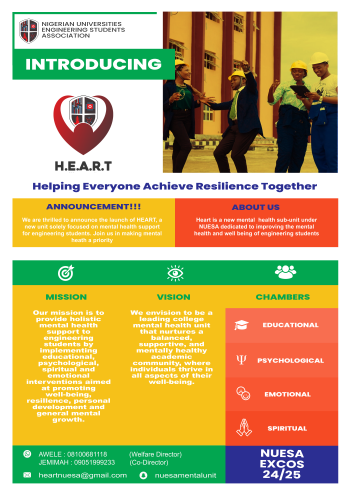 NIGERIAN UNIVERSITIES
ENGINEERING STUDENTS
ASSOCIATION
INTRODUCING
H.E.A.R.T
Helping Everyone Achieve Resilience Together
ANNOUNCEMENT!!!
We are thrilled to announce the launch of HEART, a
new unit solely focused on mental health support
for engineering students. Join us in making mental
healh a priority
ABOUT US
Heart is a new mental health sub-unit under
NUESA dedicated to improving the mental
health and well being of engineering students
MISSION
Our mission is to
provide holistic
mental health
support to
engineering
students by
implementing
educational,
psychological,
spiritual and
emotional
interventions aimed
at promoting
well-being,
resilience, personal
development and
general mental
growth.
VISION
We envision to be a
leading college
mental health unit
that nurtures a
balanced,
supportive, and
mentally healthy
academic
community, where
individuals thrive in
all aspects of their
well-being.
CHAMBERS
EDUCATIONAL
PSYCHOLOGICAL
EMOTIONAL
SPIRITUAL
AWELE : 08100681118 (Welfare Director)
JEMIMAH : 09051999233 (Co-Director)
heartnuesa@gmail.com nuesamentalunit
NUESA
EXCOS
24/25